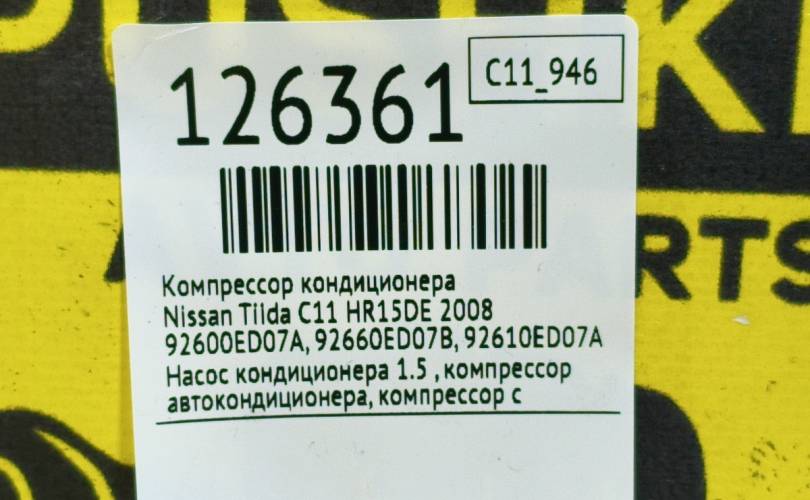 126361
C11_946
Компрессор кондиционера
Nissan Tiida C11 HR15DE 2008
92600ED07A, 92660ED07B, 92610ED07A
Насос кондиционера 1.5 , компрессор
автокондиционера, компрессор с
RTS